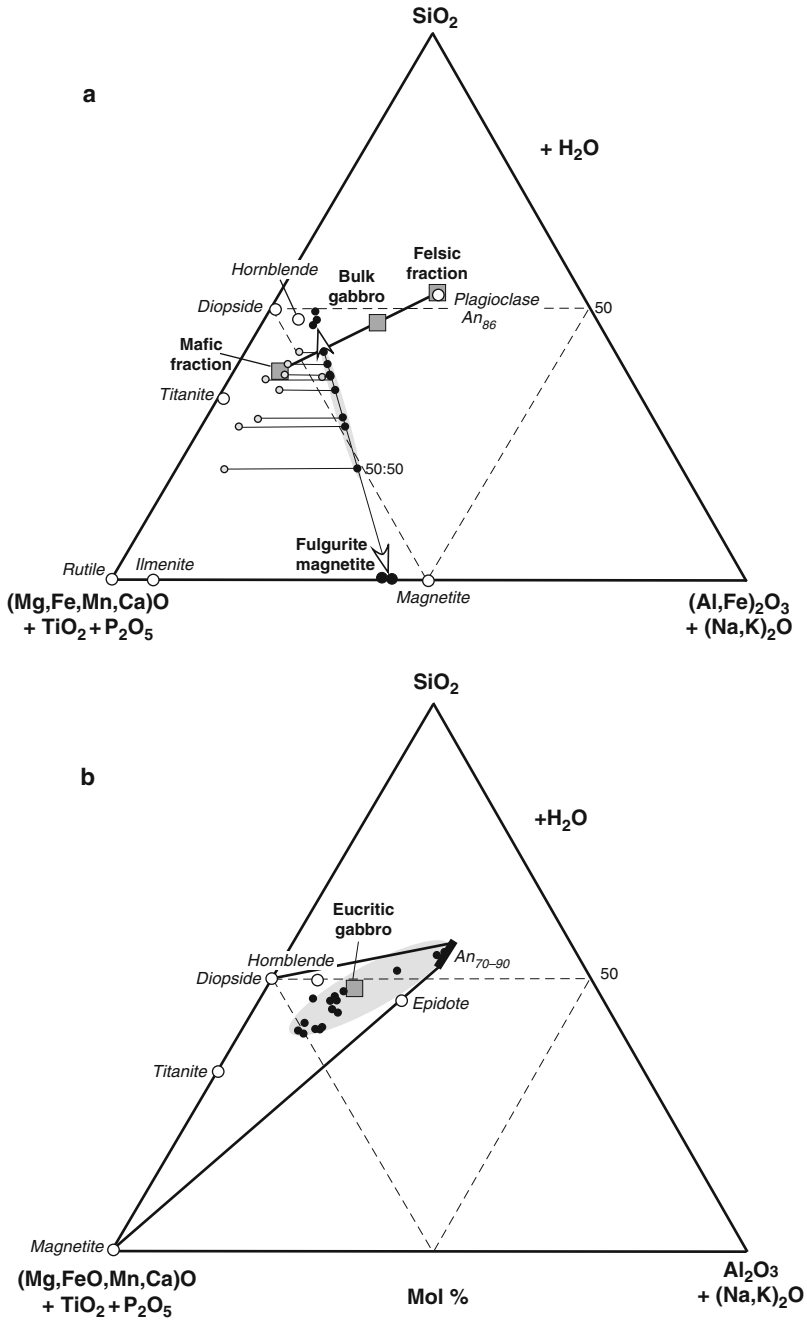 SiO₂
a
+ H₂O
Hornblende
Felsic
fraction
Bulk
gabbro
Diopside
Plagioclase
An₈₆
50
Mafic
fraction
Titanite
50:50
Fulgurite
magnetite
Rutile
Ilmenite
Magnetite
(Mg,Fe,Mn,Ca)O
+ TiO₂ + P₂O₅
(Al,Fe)₂O₃
+ (Na,K)₂O
SiO₂
b
+H₂O
Eucritic
gabbro
Hornblende
Diopside
An₇₀₋₉₀
50
Epidote
Titanite
Magnetite
(Mg,FeO,Mn,Ca)O
+ TiO₂ + P₂O₅
Mol %
Al₂O₃
+ (Na,K)₂O